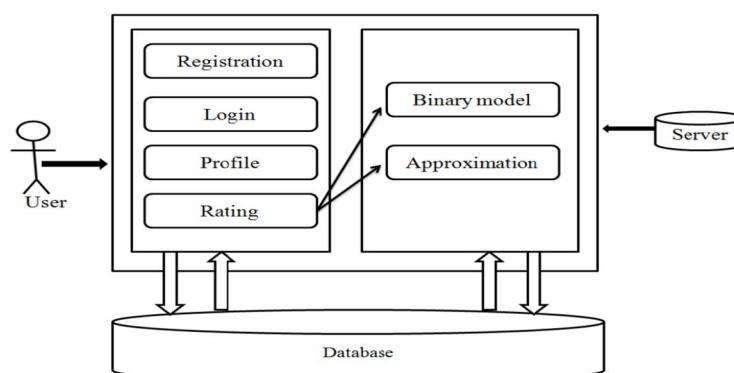 Registration
Login
Profile
Rating
Binary model
Approximation
User
Server
Database